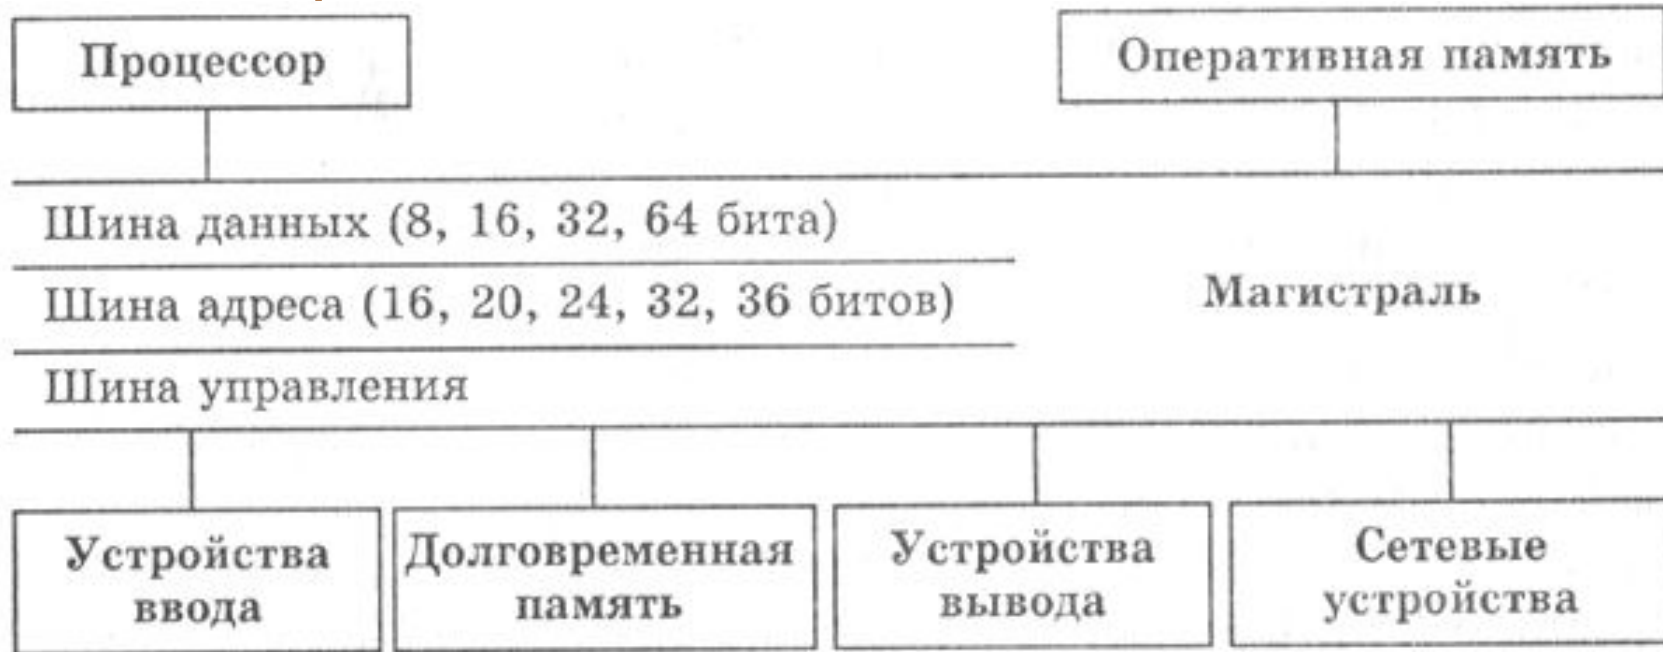 Процессор
Оперативная память
Шина данных (8, 16, 32, 64 бита)
Шина адреса (16, 20, 24, 32, 36 битов)
Магистраль
Шина управления
Устройства
ввода
Долговременная
память
Устройства
вывода
Сетевые
устройства